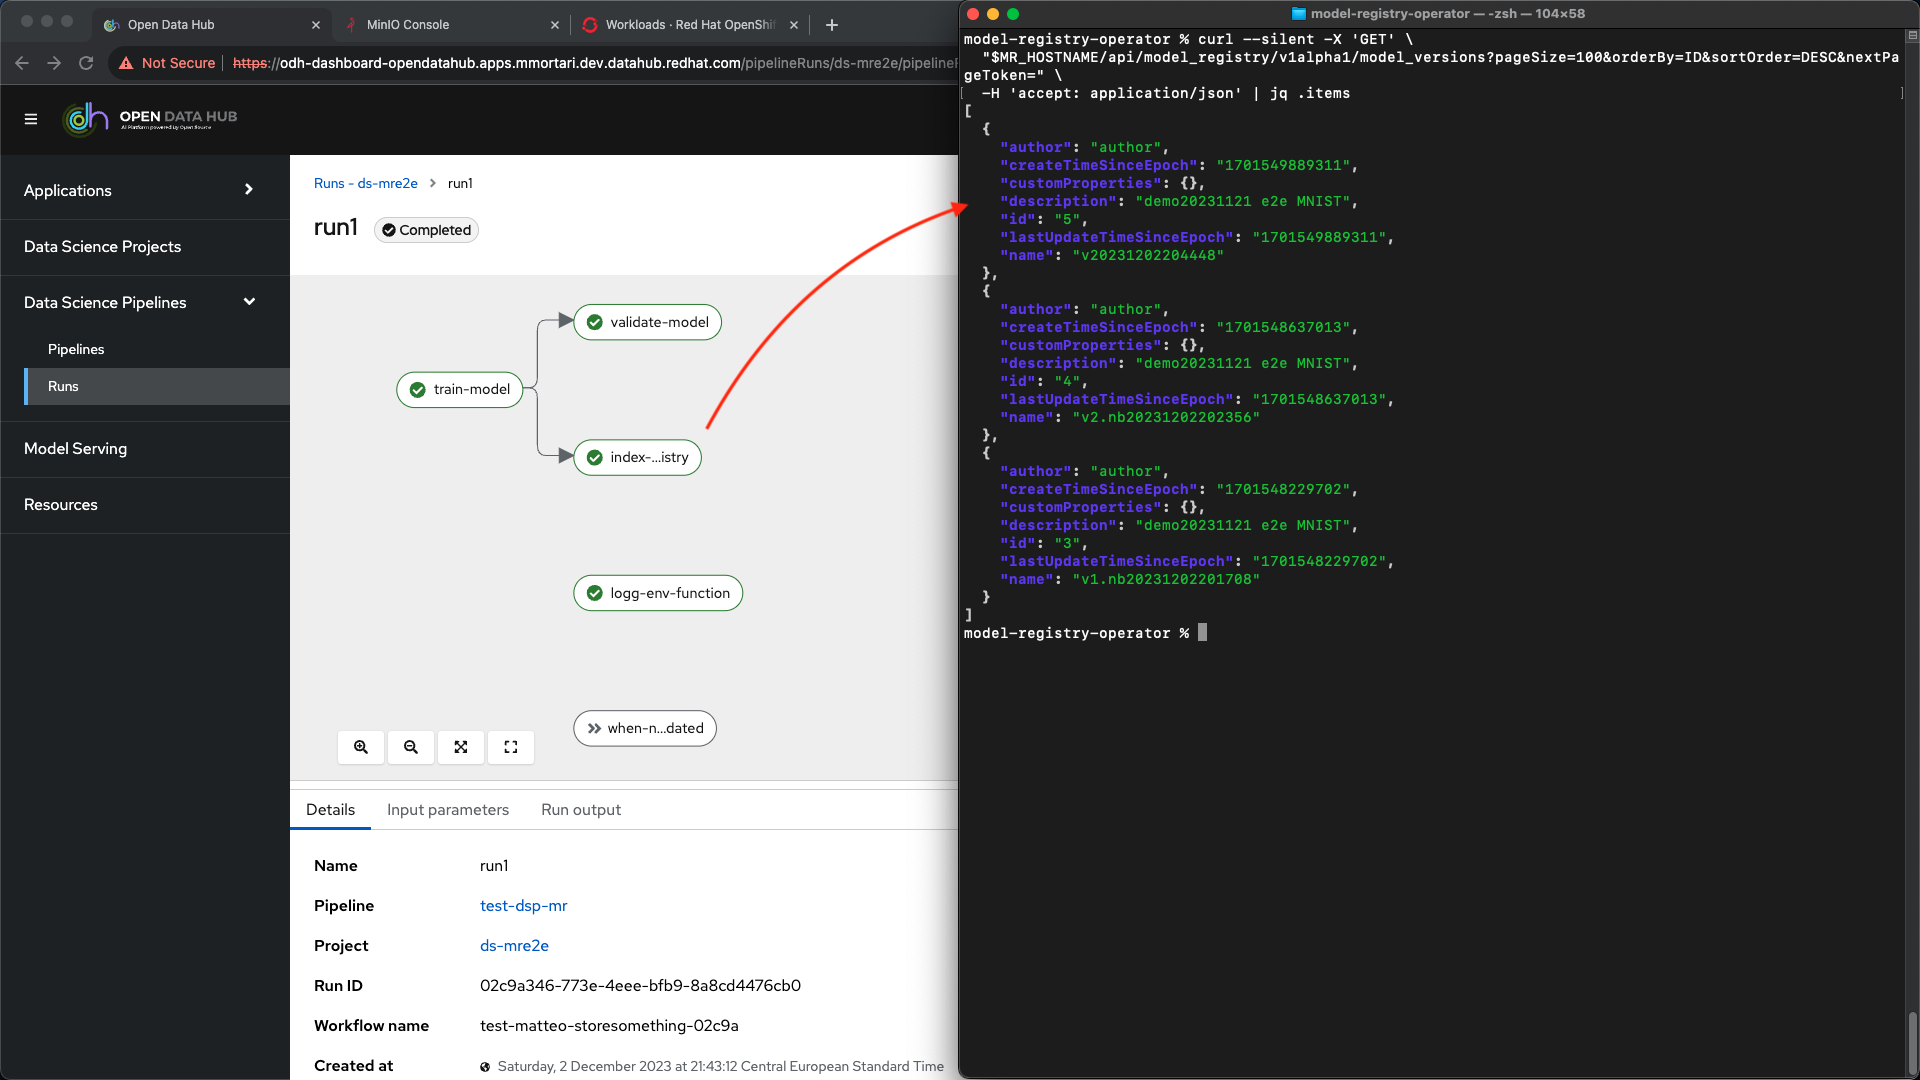 Open Data Hub
MinIO Console
Workloads · Red Hat OpenShif
Not Secure
https://odh-dashboard-opendatahub.apps.mmortari.dev.datahub.redhat.com/pipelineRuns/ds-mre2e/pipelineR
OPEN DATA HUB
AI Platform powered by Open Source
Applications
Data Science Projects
Data Science Pipelines
Pipelines
Runs
Model Serving
Resources
Runs - ds-mre2e > run1
run1
Completed
validate-model
train-model
index-...istry
logg-env-function
when-n...dated
Details
Input parameters
Run output
Name run1
Pipeline test-dsp-mr
Project ds-mre2e
Run ID 02c9a346-773e-4eee-bfb9-8a8cd4476cb0
Workflow name test-matteo-storesomething-02c9a
Created at Saturday, 2 December 2023 at 21:43:12 Central European Standard Time
model-registry-operator — -zsh — 104×58
model-registry-operator % curl --silent -X 'GET' \
"$MR_HOSTNAME/api/model_registry/v1alpha1/model_versions?pageSize=100&orderBy=ID&sortOrder=DESC&nextPa
geToken=" \
-H 'accept: application/json' | jq .items
[
{
"author": "author",
"createTimeSinceEpoch": "1701549889311",
"customProperties": {},
"description": "demo20231121 e2e MNIST",
"id": "5",
"lastUpdateTimeSinceEpoch": "1701549889311",
"name": "v20231202204448"
},
{
"author": "author",
"createTimeSinceEpoch": "1701548637013",
"customProperties": {},
"description": "demo20231121 e2e MNIST",
"id": "4",
"lastUpdateTimeSinceEpoch": "1701548637013",
"name": "v2.nb20231202202356"
},
{
"author": "author",
"createTimeSinceEpoch": "1701548229702",
"customProperties": {},
"description": "demo20231121 e2e MNIST",
"id": "3",
"lastUpdateTimeSinceEpoch": "1701548229702",
"name": "v1.nb20231202201708"
}
]
model-registry-operator %